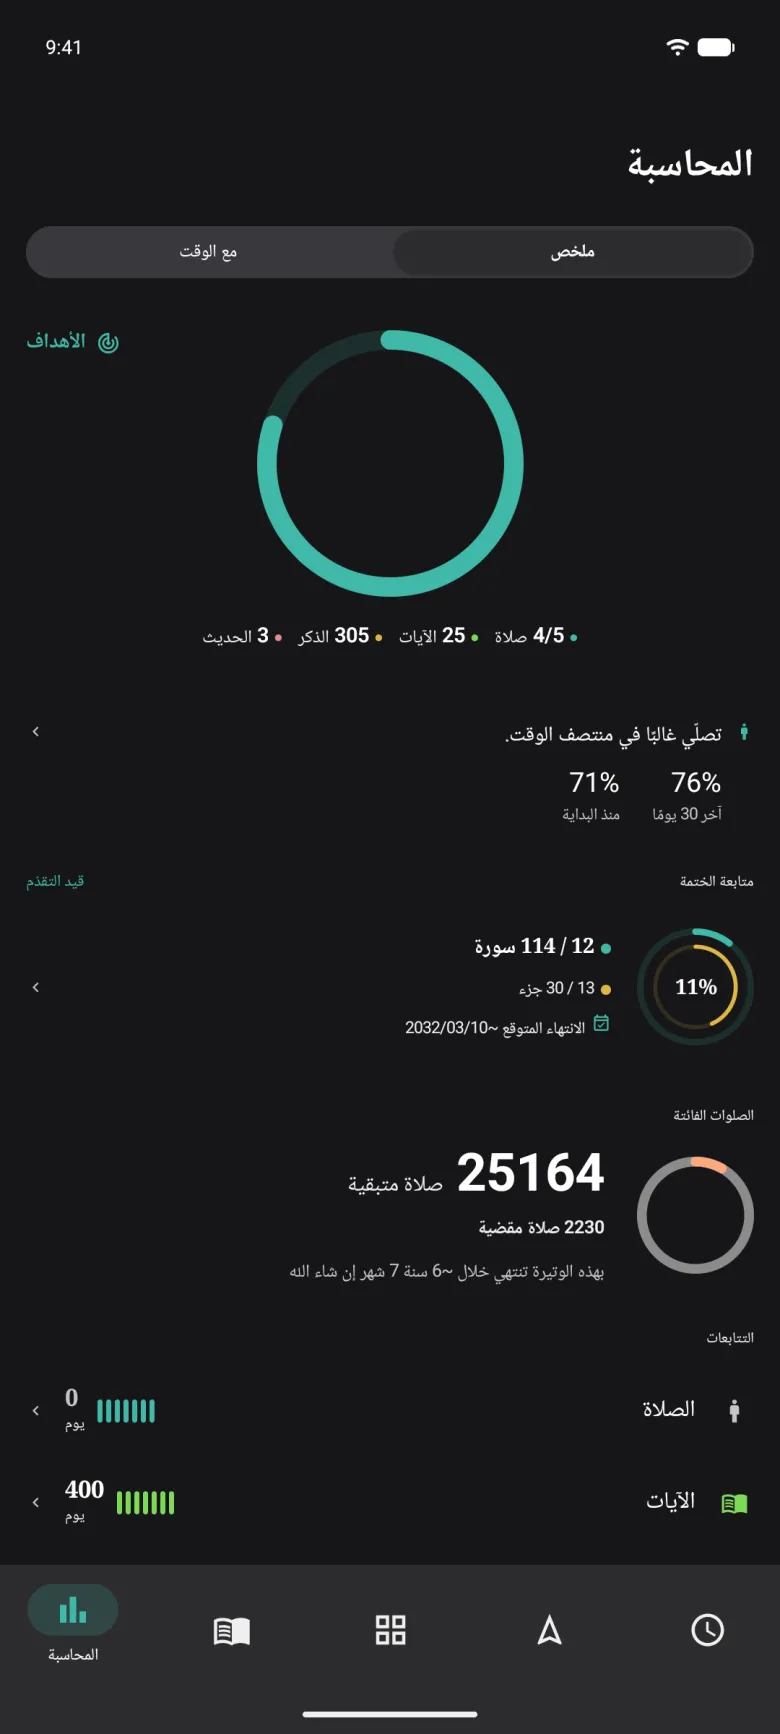 9:41
المحاسبة
ملخص
مع الوقت
الأهداف
4/5 صلاة
25 الآيات
305 الذكر
3 الحديث
تصلّي غالبًا في منتصف الوقت.
76%
71%
آخر 30 يومًا
منذ البداية
متابعة الختمة
قيد التقدّم
11%
12 / 114 سورة
13 / 30 جزء
الانتهاء المتوقع ~2032/03/10
الصلوات الفائتة
25164 صلاة متبقية
2230 صلاة مقضية
بهذه الوتيرة تنتهي خلال ~6 سنة 7 شهر إن شاء الله
التتابعات
الصلاة
0
يوم
الآيات
400
يوم
المحاسبة